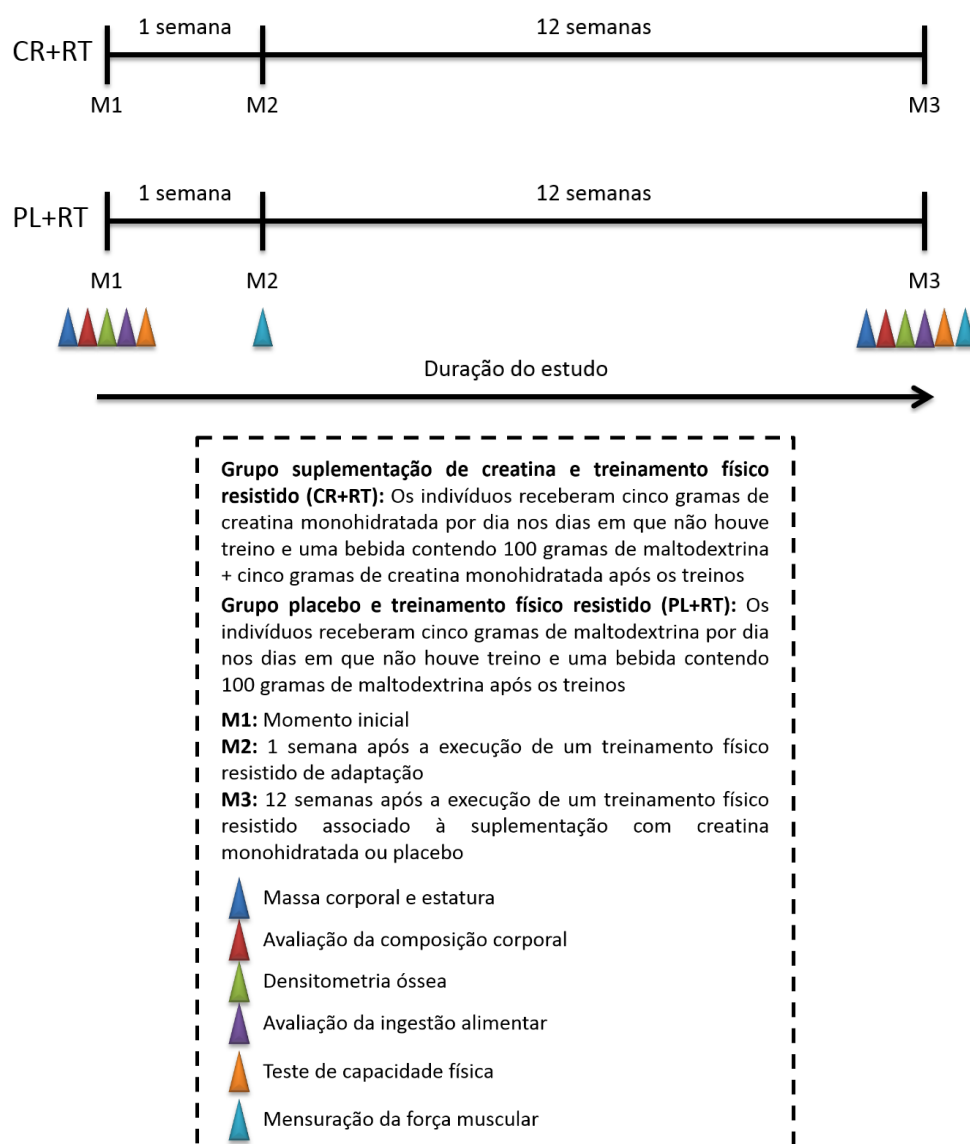 1 semana 12 semanas
CR+RT
M1 M2 M3
1 semana 12 semanas
PL+RT
M1 M2 M3
Duração do estudo
Grupo suplementação de creatina e treinamento físico
resistido (CR+RT): Os indivíduos receberam cinco gramas de
creatina monohidratada por dia nos dias em que não houve
treino e uma bebida contendo 100 gramas de maltodextrina
+ cinco gramas de creatina monohidratada após os treinos
Grupo placebo e treinamento físico resistido (PL+RT): Os
indivíduos receberam cinco gramas de maltodextrina por dia
nos dias em que não houve treino e uma bebida contendo
100 gramas de maltodextrina após os treinos
M1: Momento inicial
M2: 1 semana após a execução de um treinamento físico
resistido de adaptação
M3: 12 semanas após a execução de um treinamento físico
resistido associado à suplementação com creatina
monohidratada ou placebo
Massa corporal e estatura
Avaliação da composição corporal
Densitometria óssea
Avaliação da ingestão alimentar
Teste de capacidade física
Mensuração da força muscular